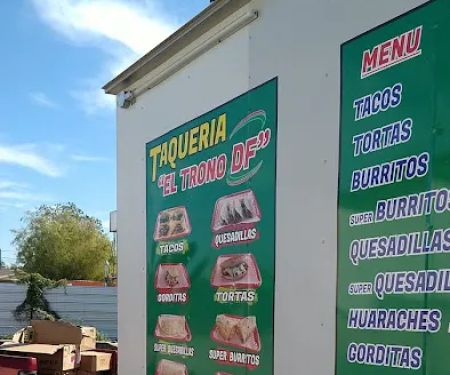 TAQUERIA
"EL TRONO DF"
TACOS
QUESADILLAS
GORDITAS
TORTAS
SUPER QUESADILLAS
SUPER BURRITOS
MENU
TACOS
TORTAS
BURRITOS
SUPER BURRITOS
QUESADILLAS
SUPER QUESADILL
HUARACHES
GORDITAS